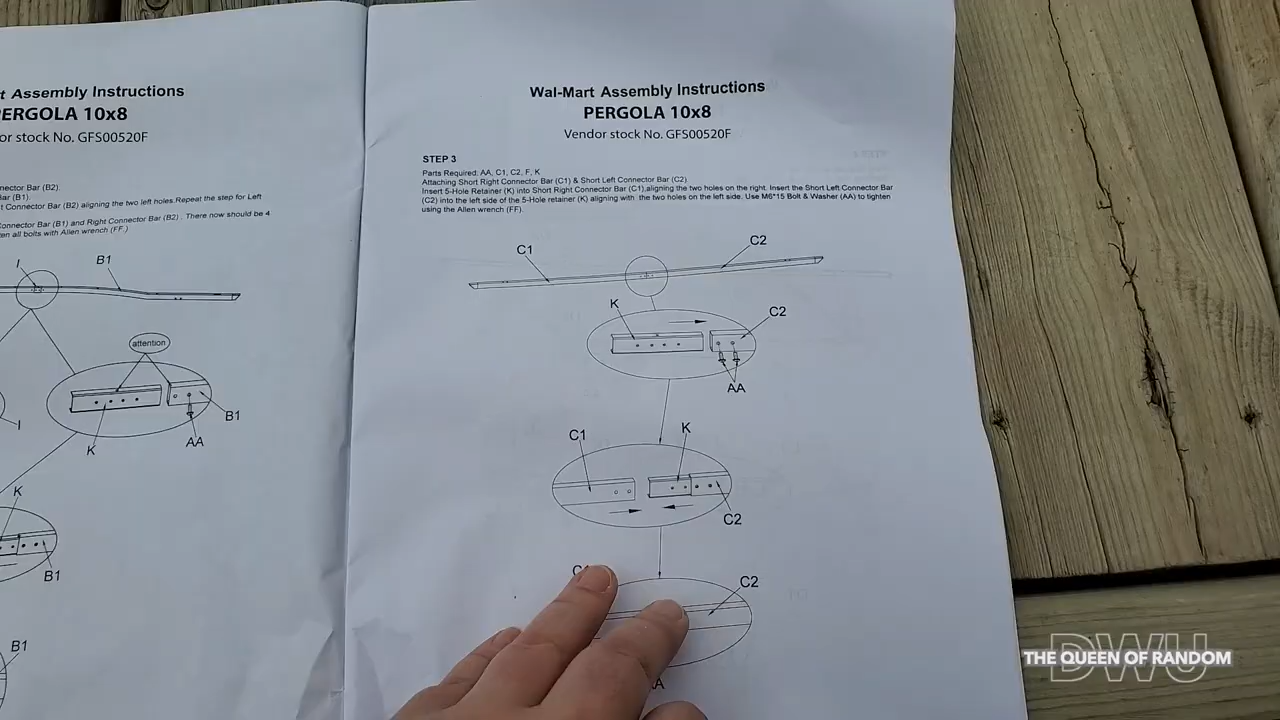 t Assembly Instructions
PERGOLA 10x8
or stock No. GFS00520F
nnector Bar (B2).
Bar (B1).
t Connector Bar (B2) aligning the two left holes.Repeat the step for Left
Connector Bar (B1) and Right Connector Bar (B2) . There now should be 4
en all bolts with Allen wrench (FF.)
I
B1
attention
B1
AA
K
I
K
B1
B1
Wal-Mart Assembly Instructions
PERGOLA 10x8
Vendor stock No. GFS00520F
STEP 3
Parts Required: AA, C1, C2, F, K
Attaching Short Right Connector Bar (C1) & Short Left Connector Bar (C2)
Insert 5-Hole Retainer (K) into Short Right Connector Bar (C1),aligning the two holes on the right. Insert the Short Left Connector Bar
(C2) into the left side of the 5-Hole retainer (K) aligning with the two holes on the left side. Use M6*15 Bolt & Washer (AA) to tighten
using the Allen wrench (FF).
C1
C2
K
C2
AA
C1
K
C2
C2
DWU
THE QUEEN OF RANDOM